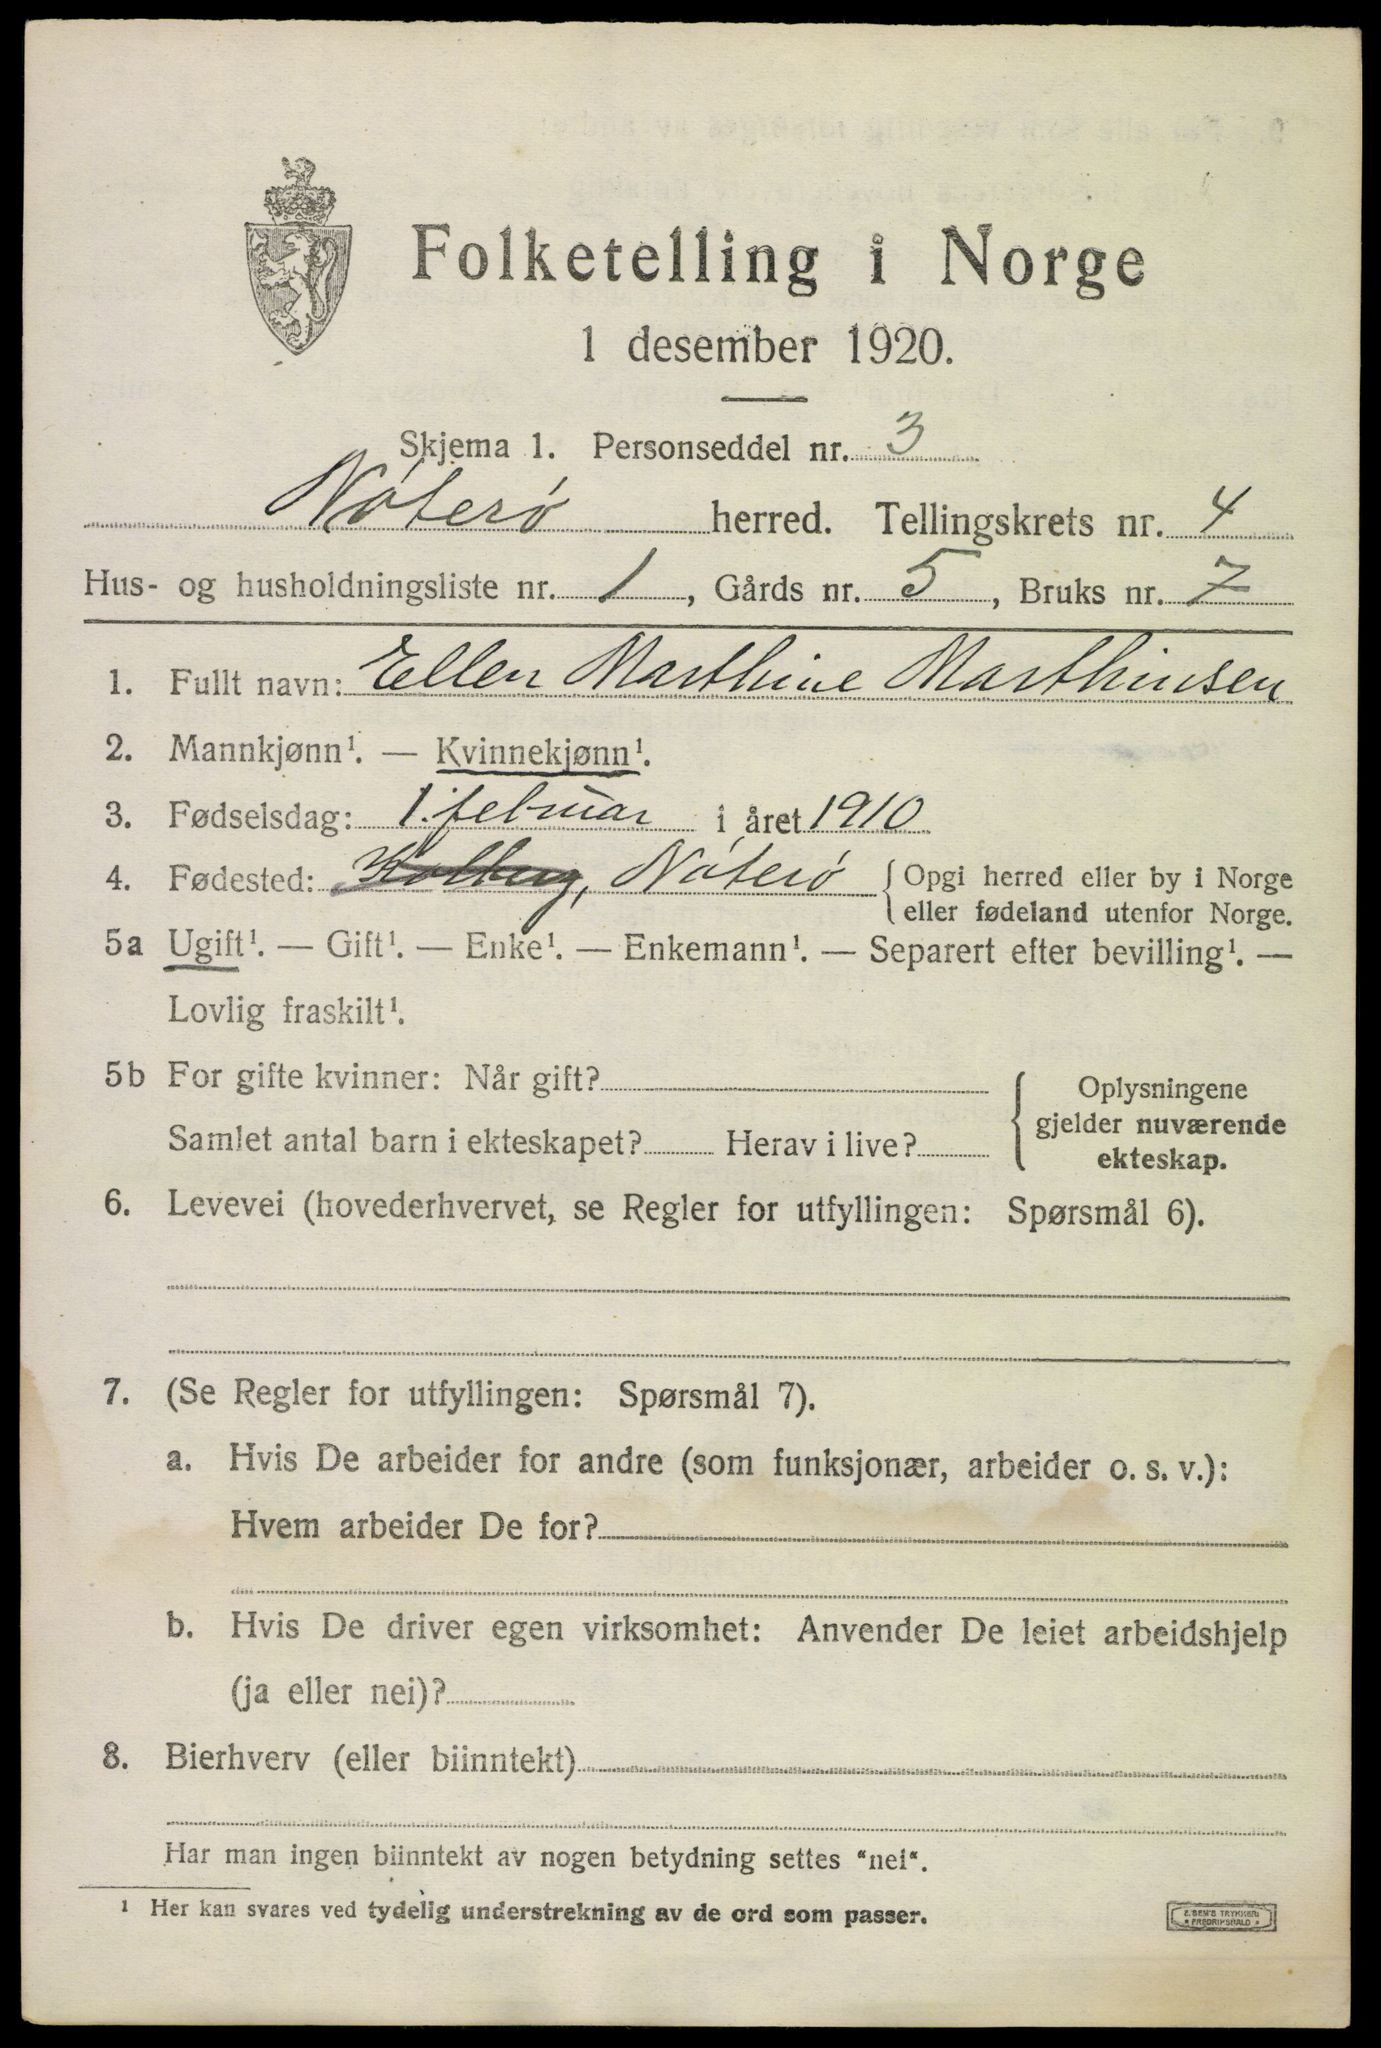 Folketelling i Norge
1 desember 1920.
Skjema 1. Personseddel nr. 3
Nóteró herred. Tellingskrets nr. 4
Hus- og husholdningsliste nr. 1, Gårds nr. 5, Bruks nr. 7
1. Fullt navn: Ellen Marthine Marthinsen
2. Mannkjønn¹. — Kvinnekjønn¹.
3. Fødselsdag: 1. februar i året 1910
4. Fødested: Kolberg, Nóteró { Opgi herred eller by i Norge
eller fødeland utenfor Norge.
5a Ugift¹. — Gift¹. — Enke¹. — Enkemann¹. — Separert efter bevilling¹. —
Lovlig fraskilt¹.
5b For gifte kvinner: Når gift?
Samlet antal barn i ekteskapet? Herav i live?
Oplysningene
gjelder nuværende
ekteskap.
6. Levevei (hovederhvervet, se Regler for utfyllingen: Spørsmål 6).
7. (Se Regler for utfyllingen: Spørsmål 7).
a. Hvis De arbeider for andre (som funksjonær, arbeider o. s. v.):
Hvem arbeider De for?
b. Hvis De driver egen virksomhet: Anvender De leiet arbeidshjelp
(ja eller nei)?
8. Bierhverv (eller biinntekt)
Har man ingen biinntekt av nogen betydning settes "nei".
¹ Her kan svares ved tydelig understrekning av de ord som passer.
TRYKKERI
FREDRIKSHALD